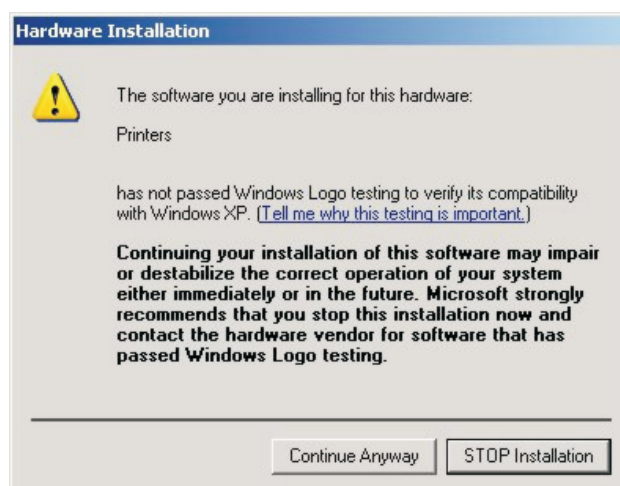 Hardware Installation
The software you are installing for this hardware:
Printers
has not passed Windows Logo testing to verify its compatibility
with Windows XP. (Tell me why this testing is important.)
Continuing your installation of this software may impair
or destabilize the correct operation of your system
either immediately or in the future. Microsoft strongly
recommends that you stop this installation now and
contact the hardware vendor for software that has
passed Windows Logo testing.
Continue Anyway
STOP Installation